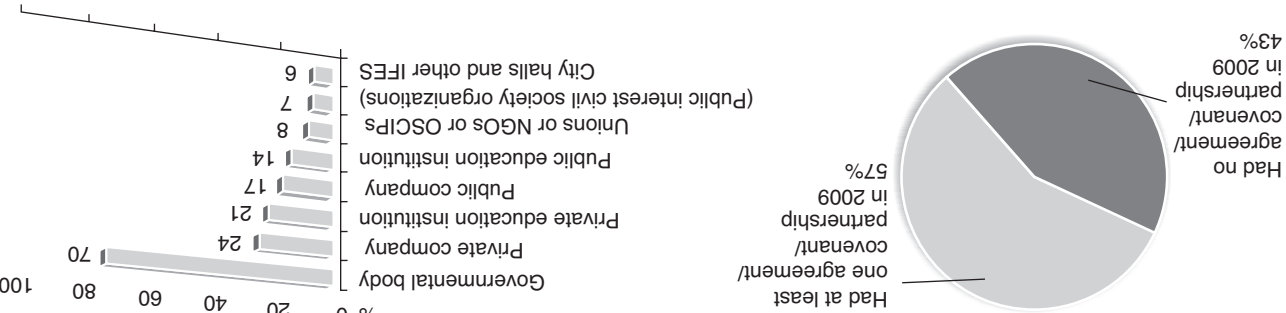 Had at least
one agreement/
covenant/
partnership
in 2009
57%
Had no
agreement/
covenant/
partnership
in 2009
43%
% 0 20 40 60 80 100
Governmental body 70
Private company 24
Private education institution 21
Public company 17
Public education institution 14
Unions or NGOs or OSCIPs 8
(Public interest civil society organizations) 7
City halls and other IFES 6